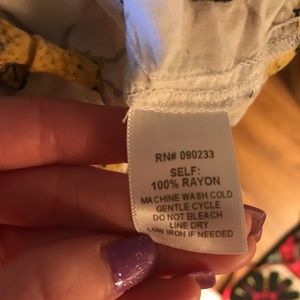 RN# 090233
SELF:
100% RAYON
MACHINE WASH COLD
GENTLE CYCLE
DO NOT BLEACH
LINE DRY
LOW IRON IF NEEDED